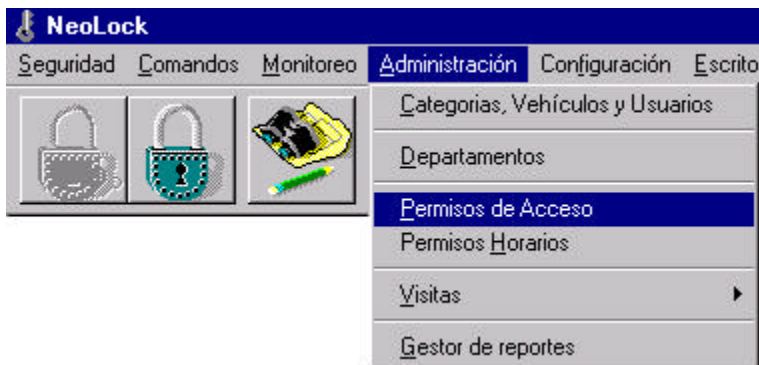 NeoLock
Seguridad Comandos Monitoreo Administración Configuración Escrito
Categorias, Vehículos y Usuarios
Departamentos
Permisos de Acceso
Permisos Horarios
Visitas
Gestor de reportes